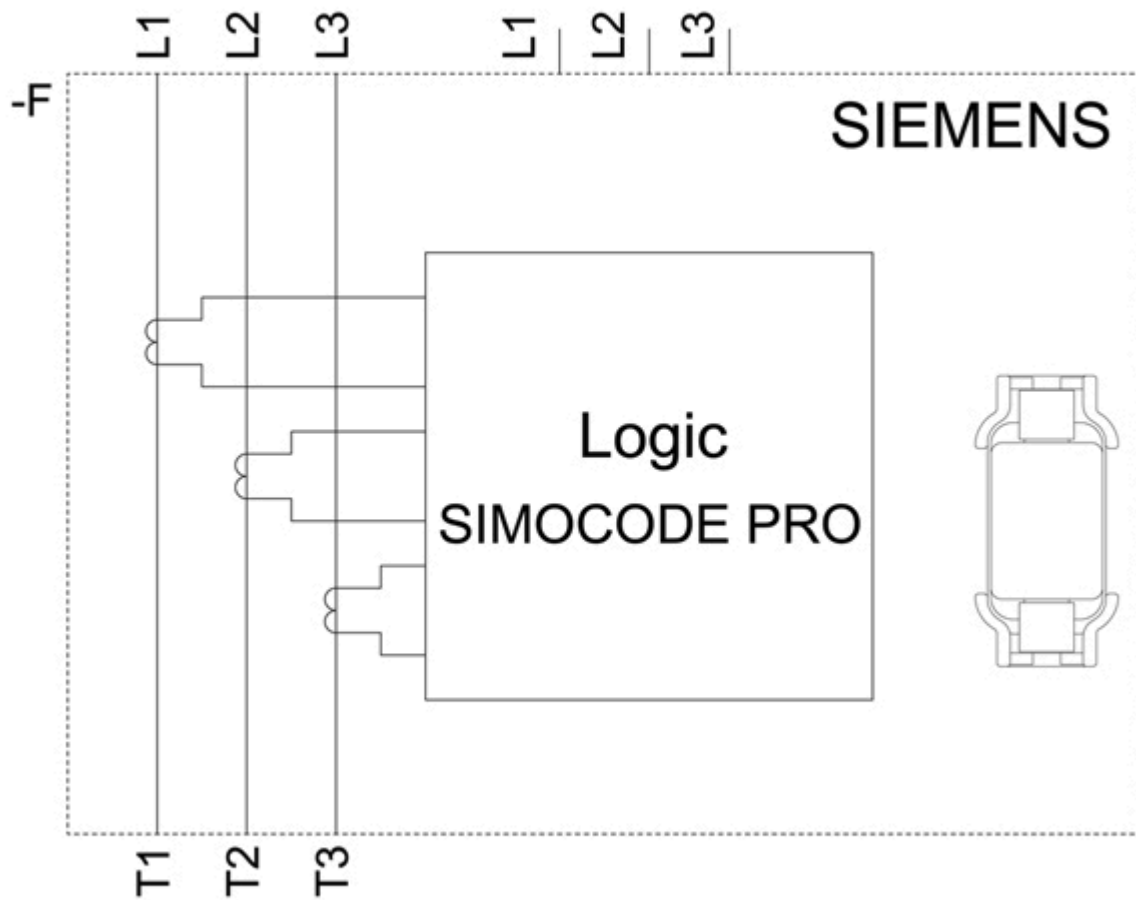 L1 L2 L3 L1 L2 L3
-F
SIEMENS
Logic
SIMOCODE PRO
T1 T2 T3